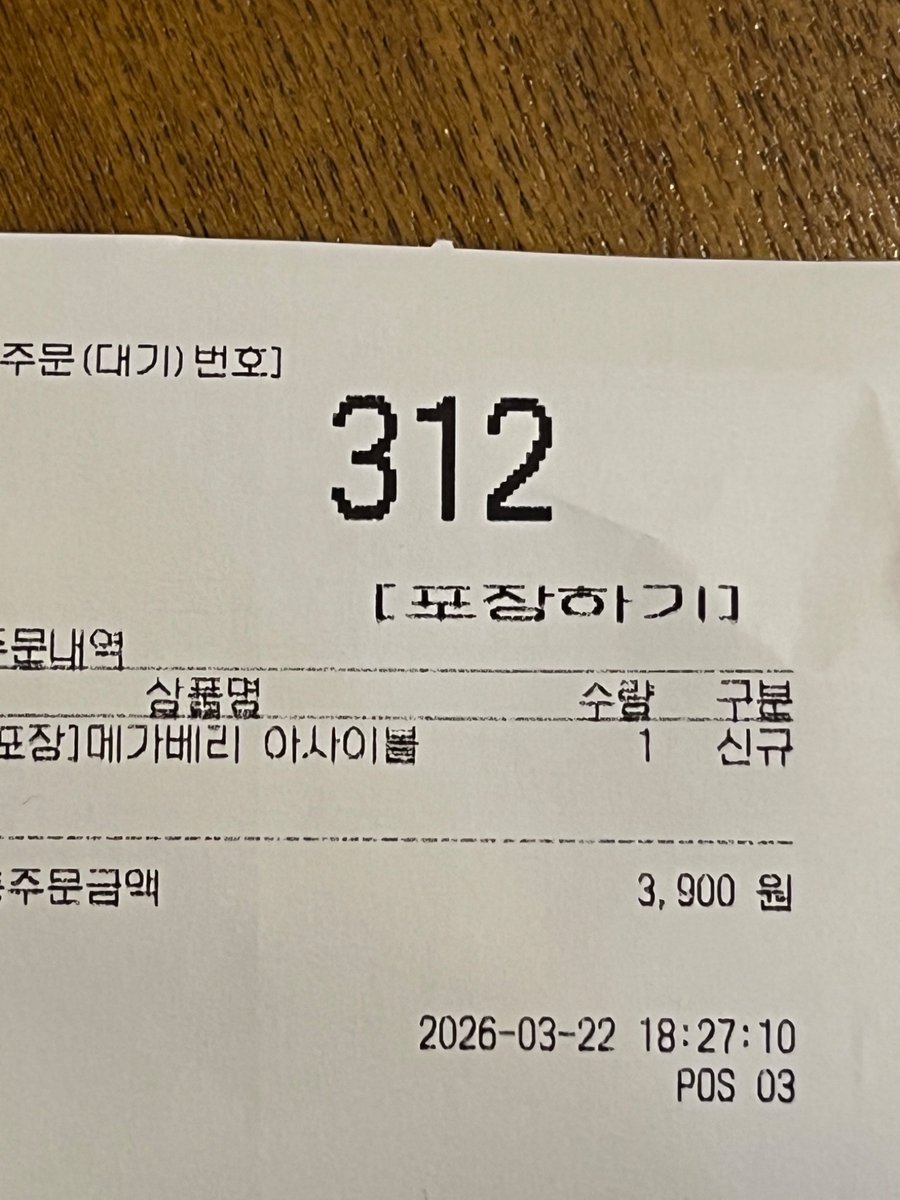 주문(대기)번호]
312
[포장하기]
주문내역
상품명 수량 구분
포장]메가베리 아사이볼 1 신규
총주문금액 3,900 원
2026-03-22 18:27:10
POS 03